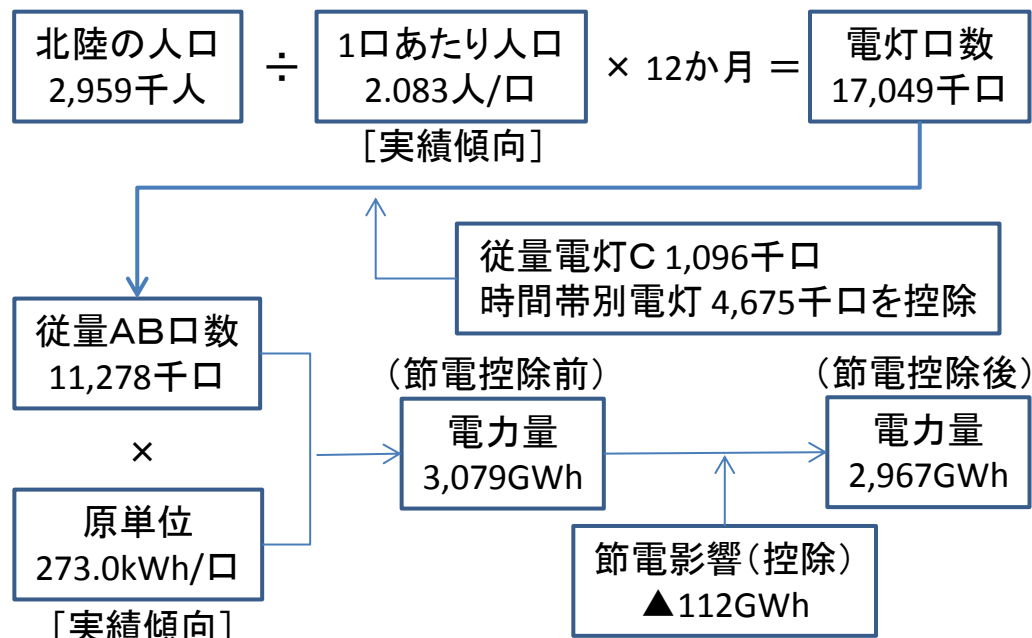 北陸の人口
2,959千人
÷
1口あたり人口
2.083人/口
[実績傾向]
× 12か月 =
電灯口数
17,049千口
従量電灯C 1,096千口
時間帯別電灯 4,675千口を控除
従量AB口数
11,278千口
×
原単位
273.0kWh/口
[実績傾向]
(節電控除前)
電力量
3,079GWh
(節電控除後)
電力量
2,967GWh
節電影響(控除)
▲112GWh